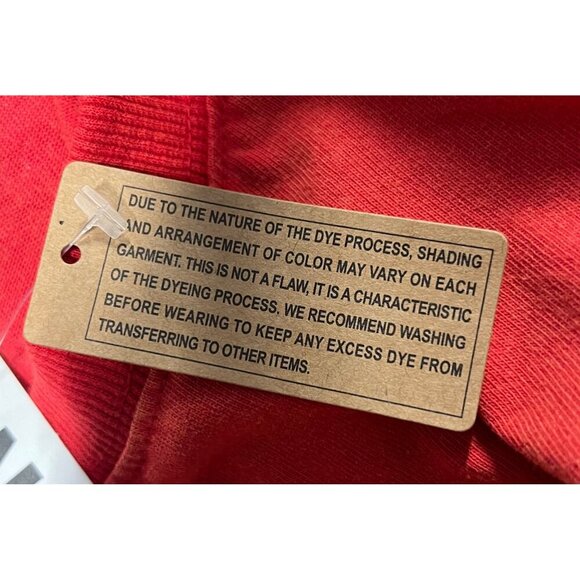 DUE TO THE NATURE OF THE DYE PROCESS, SHADING
AND ARRANGEMENT OF COLOR MAY VARY ON EACH
GARMENT. THIS IS NOT A FLAW, IT IS A CHARACTERISTIC
OF THE DYEING PROCESS. WE RECOMMEND WASHING
BEFORE WEARING TO KEEP ANY EXCESS DYE FROM
TRANSFERRING TO OTHER ITEMS.